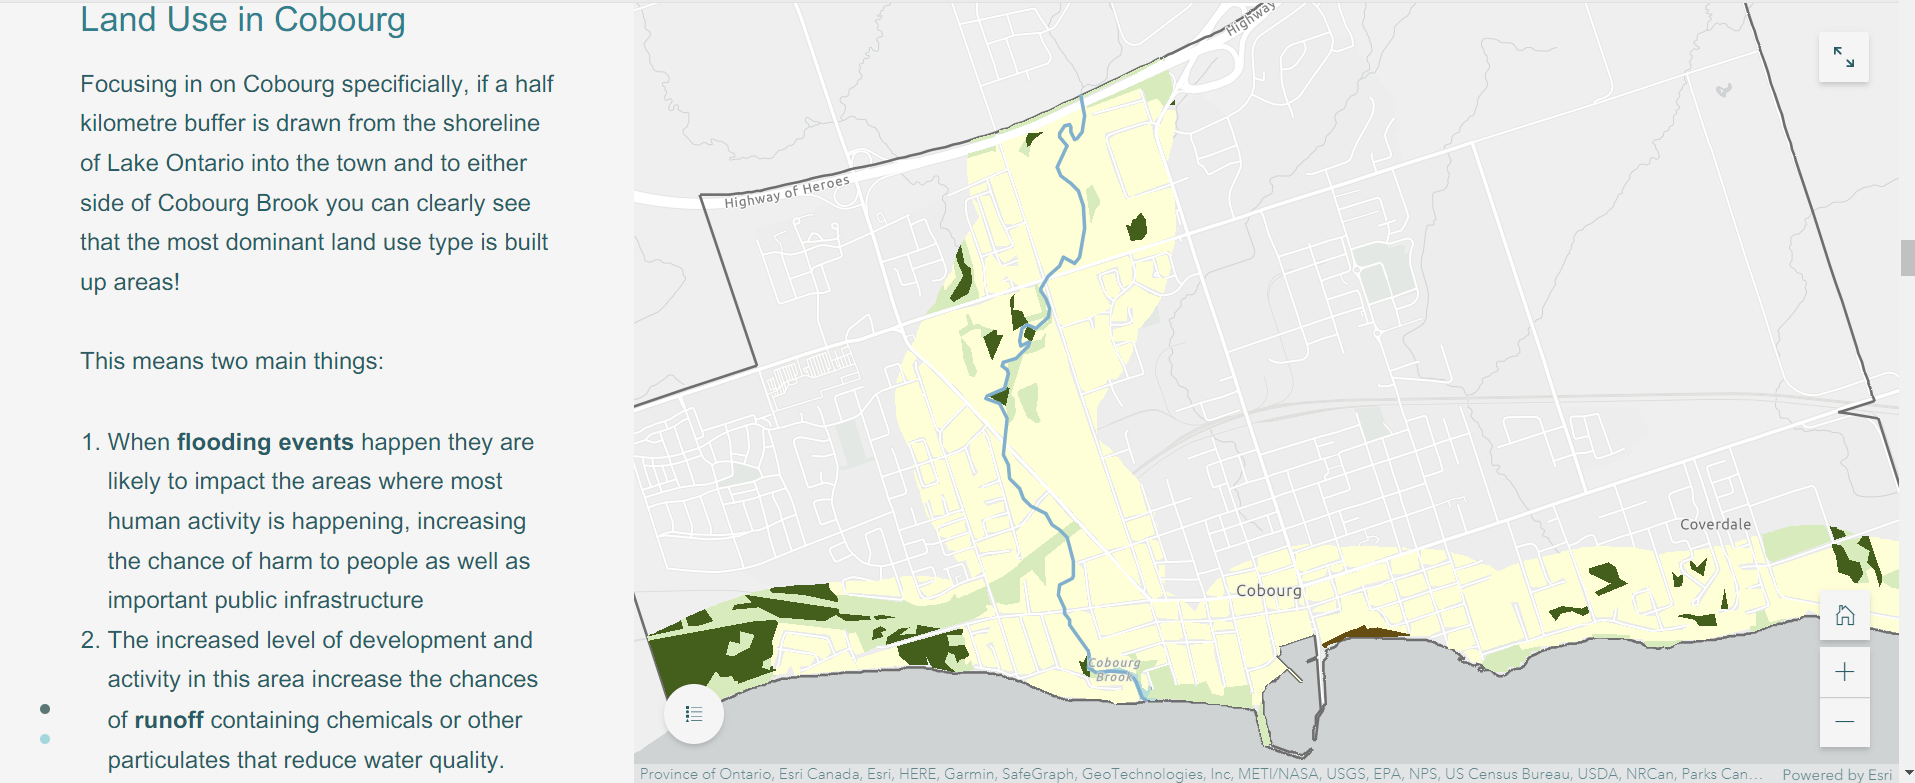 Land Use in Cobourg
Focusing in on Cobourg specificially, if a half
kilometre buffer is drawn from the shoreline
of Lake Ontario into the town and to either
side of Cobourg Brook you can clearly see
that the most dominant land use type is built
up areas!
This means two main things:
1. When flooding events happen they are
likely to impact the areas where most
human activity is happening, increasing
the chance of harm to people as well as
important public infrastructure
2. The increased level of development and
activity in this area increase the chances
of runoff containing chemicals or other
particulates that reduce water quality.
Highway
Highway of Heroes
Coverdale
Cobourg
Cobourg
Brook
Province of Ontario, Esri Canada, Esri, HERE, Garmin, SafeGraph, GeoTechnologies, Inc, METI/NASA, USGS, EPA, NPS, US Census Bureau, USDA, NRCan, Parks Can... Powered by Esri